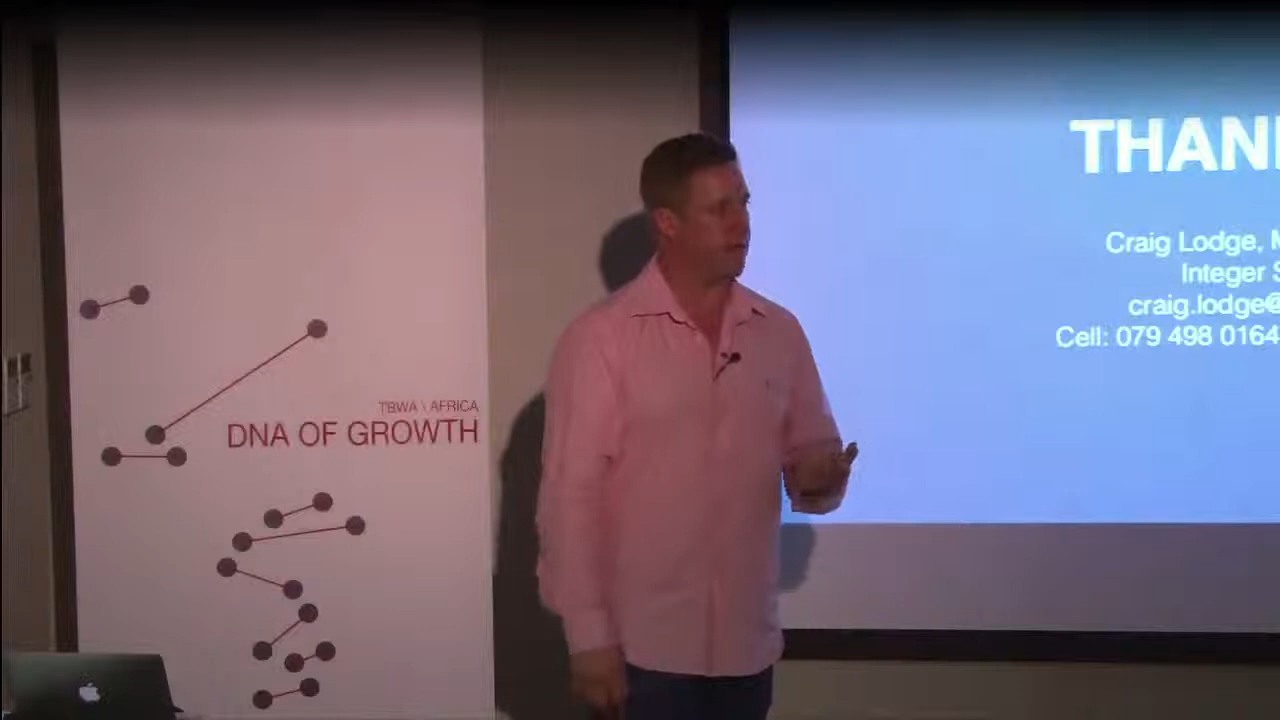 TBWA \ AFRICA
DNA OF GROWTH
THAN
Craig Lodge, M
Integer S
craig.lodge@
Cell: 079 498 0164